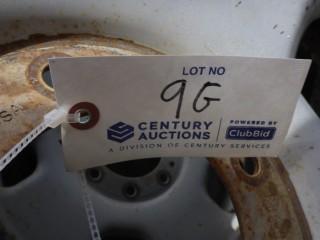 LOT NO
9G
CENTURY
AUCTIONS
POWERED BY
ClubBid
A DIVISION OF CENTURY SERVICES